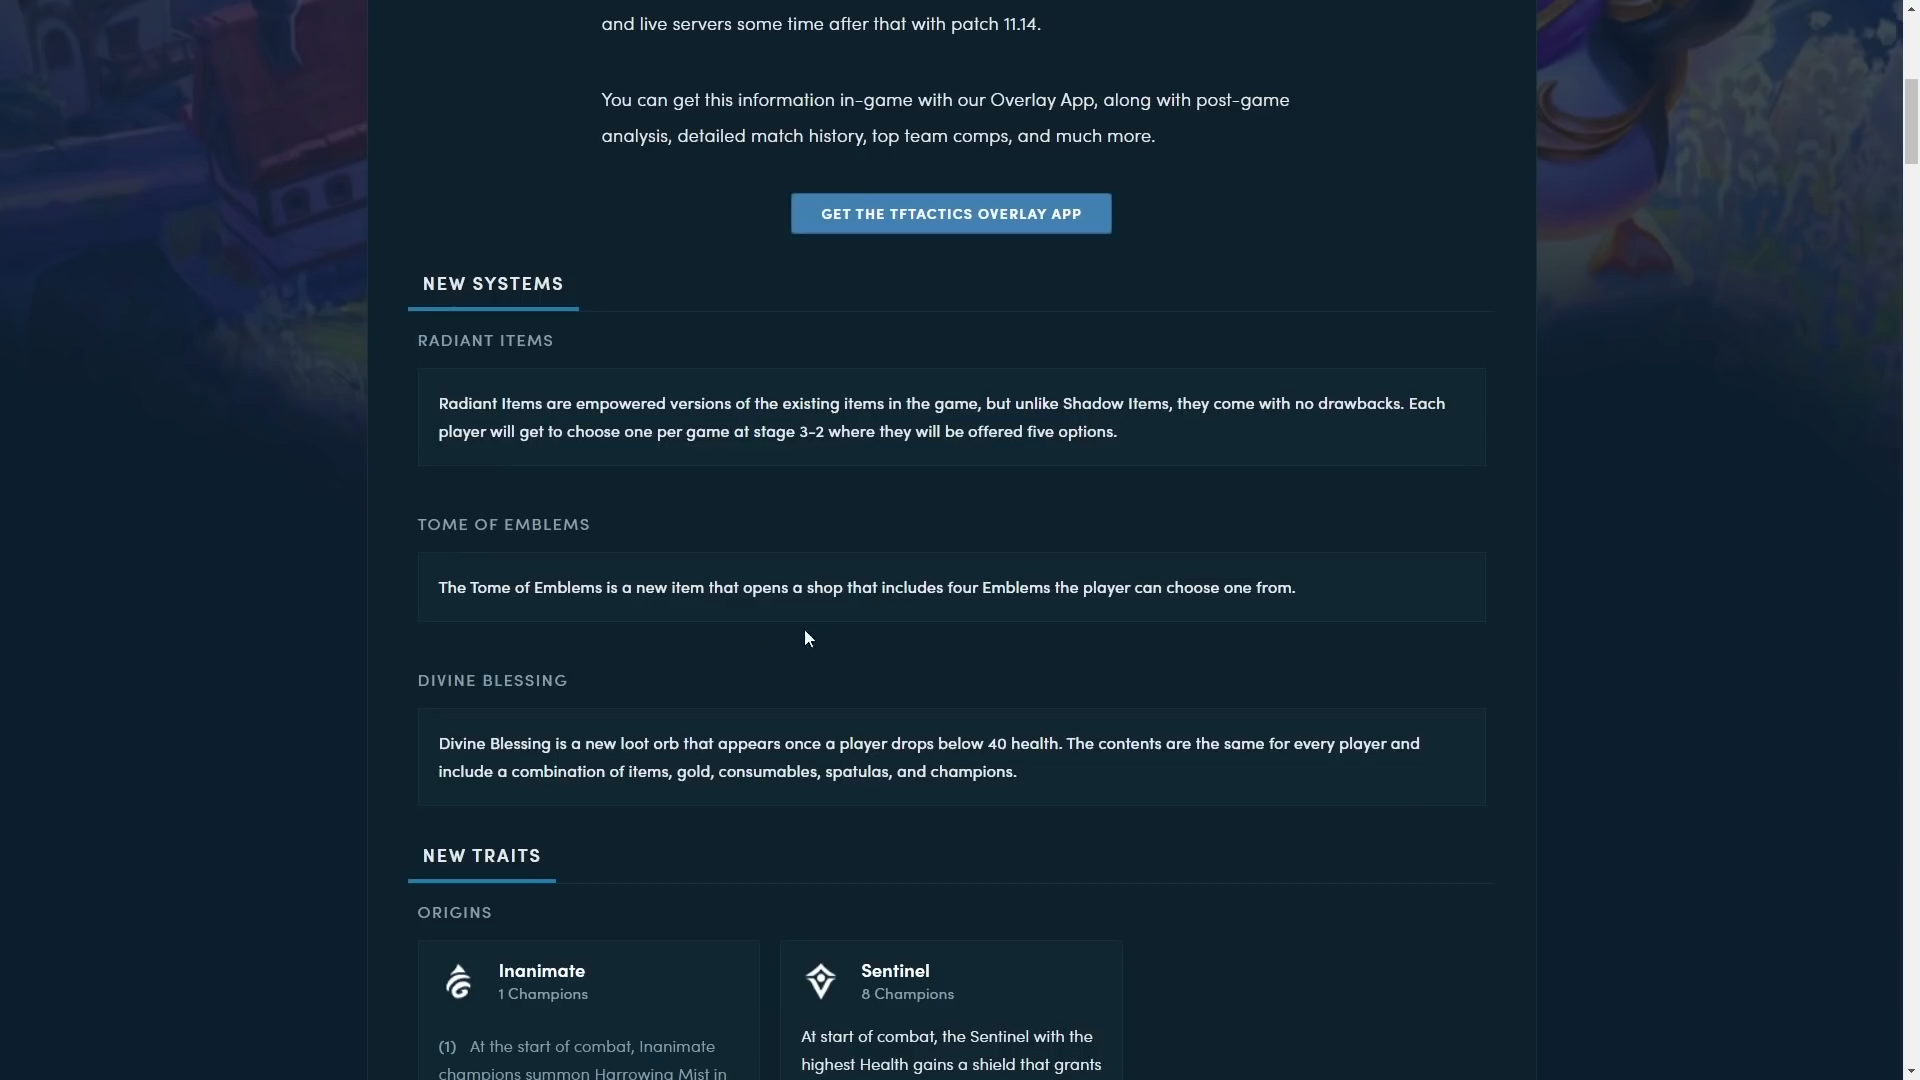 and live servers some time after that with patch 11.14.
You can get this information in-game with our Overlay App, along with post-game
analysis, detailed match history, top team comps, and much more.
GET THE TFTACTICS OVERLAY APP
NEW SYSTEMS
RADIANT ITEMS
Radiant Items are empowered versions of the existing items in the game, but unlike Shadow Items, they come with no drawbacks. Each
player will get to choose one per game at stage 3-2 where they will be offered five options.
TOME OF EMBLEMS
The Tome of Emblems is a new item that opens a shop that includes four Emblems the player can choose one from.
DIVINE BLESSING
Divine Blessing is a new loot orb that appears once a player drops below 40 health. The contents are the same for every player and
include a combination of items, gold, consumables, spatulas, and champions.
NEW TRAITS
ORIGINS
Inanimate
1 Champions
(1) At the start of combat, Inanimate
champions summon Harrowing Mist in
Sentinel
8 Champions
At start of combat, the Sentinel with the
highest Health gains a shield that grants